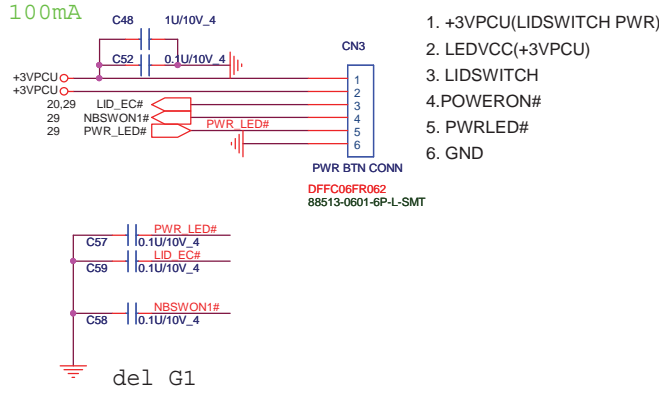 100mA
C48 1U/10V_4
C52 0.1U/10V_4
CN3
+3VPCU
+3VPCU
20,29 LID_EC#
29 NBSWON1#
29 PWR_LED# PWR_LED#
1
2
3
4
5
6
PWR BTN CONN
DFFC06FR062
88513-0601-6P-L-SMT
1. +3VPCU(LIDSWITCH PWR)
2. LEDVCC(+3VPCU)
3. LIDSWITCH
4.POWERON#
5. PWRLED#
6. GND
C57 0.1U/10V_4 PWR_LED#
C59 0.1U/10V_4 LID_EC#
C58 0.1U/10V_4 NBSWON1#
del G1